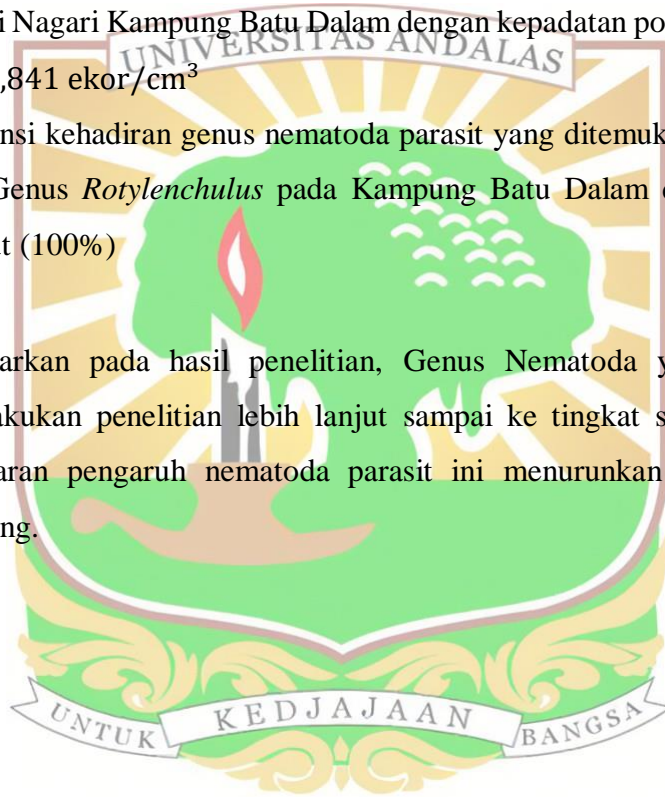 i Nagari Kampung Batu Dalam dengan kepadatan po
UNIVERSITAS ANDALAS
,841 ekor/cm³
nsi kehadiran genus nematoda parasit yang ditemuk
Genus Rotylenchulus pada Kampung Batu Dalam
t (100%)
arkan pada hasil penelitian, Genus Nematoda
akukan penelitian lebih lanjut sampai ke tingkat s
aran pengaruh nematoda parasit ini menurunkan
ng.
UNTUK KEDJAJAAN BANGSA